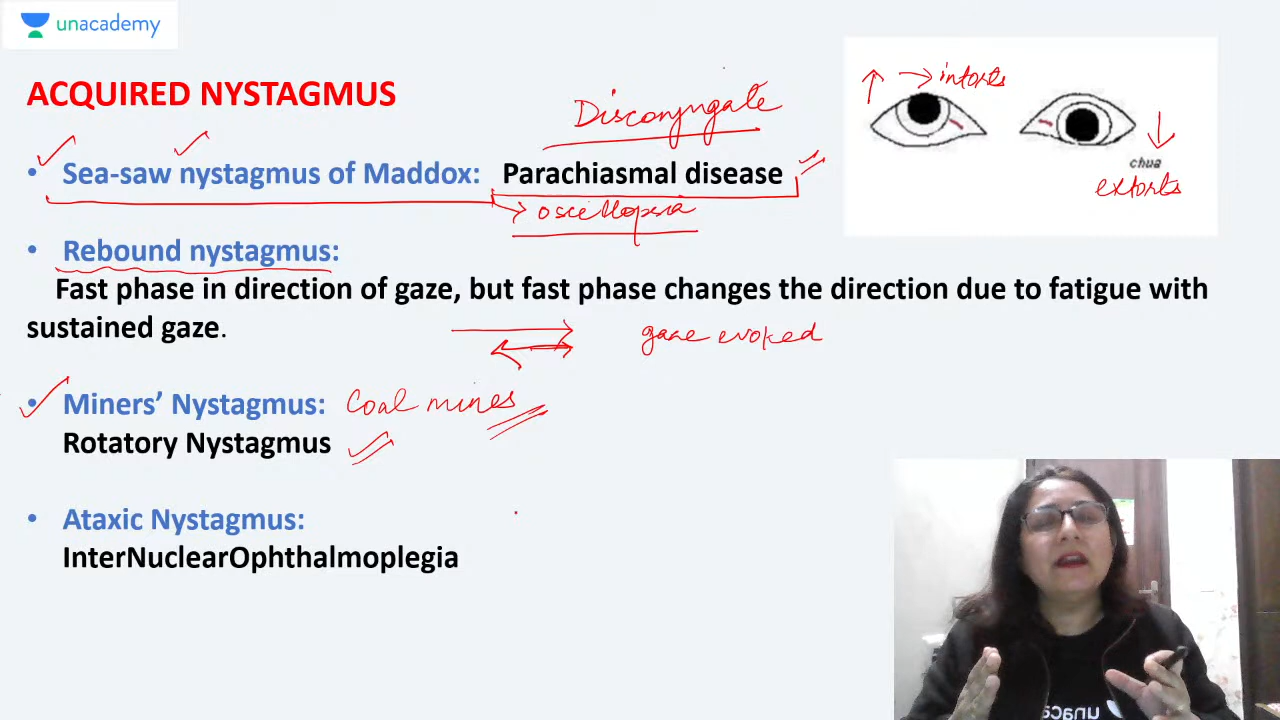 unacademy
ACQUIRED NYSTAGMUS
Disconjugate
↑ → intorts
• Sea-saw nystagmus of Maddox: Parachiasmal disease
chua
extorts
→ oscillopsia
• Rebound nystagmus:
Fast phase in direction of gaze, but fast phase changes the direction due to fatigue with
sustained gaze.
gaze evoked
• Miners’ Nystagmus: Coal mines
Rotatory Nystagmus
• Ataxic Nystagmus:
InterNuclearOphthalmoplegia
unaca